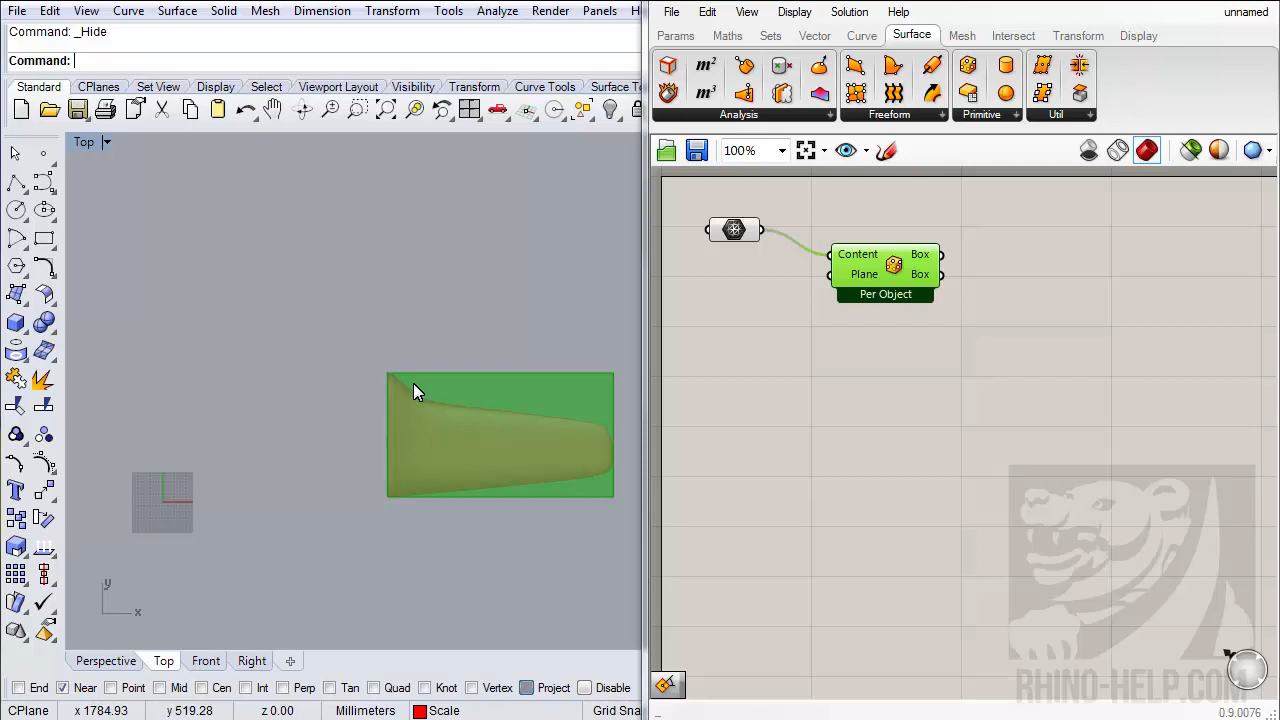 File Edit View Curve Surface Solid Mesh Dimension Transform Tools Analyze Render Panels H
Command: _Hide
Command:
Standard CPlanes Set View Display Select Viewport Layout Visibility Transform Curve Tools Surface To
Top
y
x
Perspective Top Front Right
End Near Point Mid Cen Int Perp Tan Quad Knot Vertex Project Disable
CPlane x 1784.93 y 519.28 z 0.00 Millimeters Scale Grid Sna
File Edit View Display Solution Help unnamed
Params Maths Sets Vector Curve Surface Mesh Intersect Transform Display
m² m³
Analysis Freeform Primitive Util
100%
Content Box
Plane Box
Per Object
RHINO-HELP.COM
0.9.0076